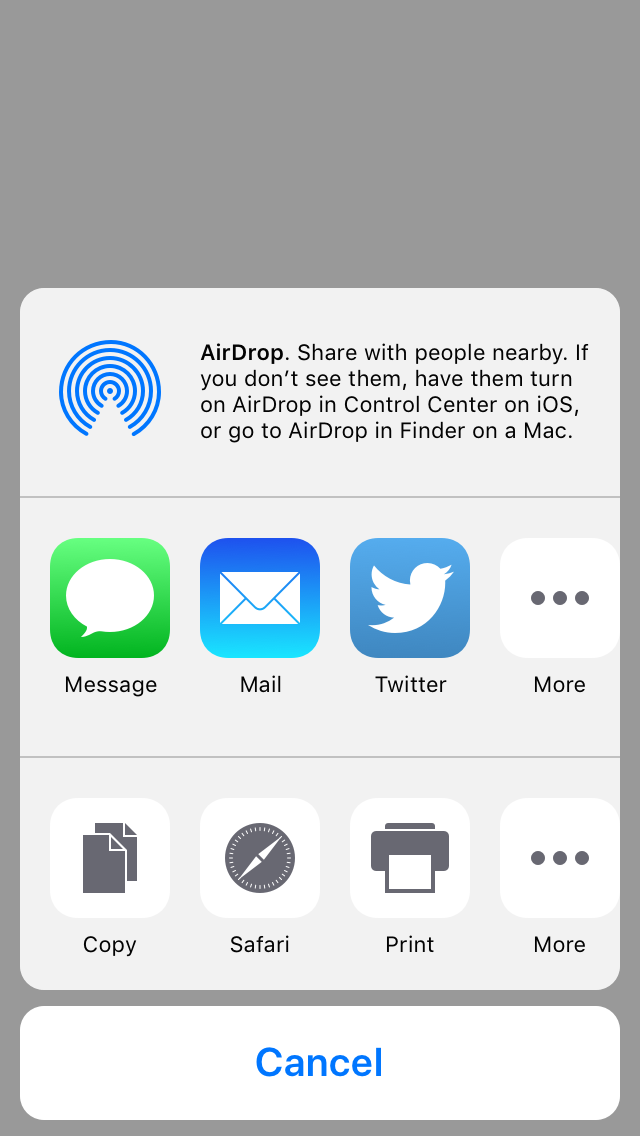 AirDrop. Share with people nearby. If
you don’t see them, have them turn
on AirDrop in Control Center on iOS,
or go to AirDrop in Finder on a Mac.
Message Mail Twitter More
Copy Safari Print More
Cancel